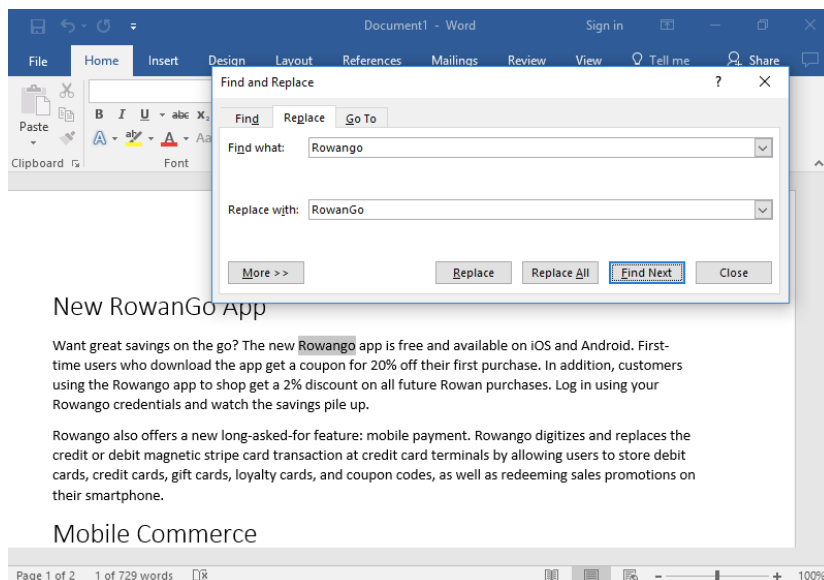 Document1 - Word Sign in
File Home Insert Design Layout References Mailings Review View Tell me Share
Find and Replace ?
Paste
B I U abc X₂
A aby A Aa
Clipboard Font
Find Replace Go To
Find what: Rowango
Replace with: RowanGo
More >> Replace Replace All Find Next Close
New RowanGo App
Want great savings on the go? The new Rowango app is free and available on iOS and Android. First-
time users who download the app get a coupon for 20% off their first purchase. In addition, customers
using the Rowango app to shop get a 2% discount on all future Rowan purchases. Log in using your
Rowango credentials and watch the savings pile up.
Rowango also offers a new long-asked-for feature: mobile payment. Rowango digitizes and replaces the
credit or debit magnetic stripe card transaction at credit card terminals by allowing users to store debit
cards, credit cards, gift cards, loyalty cards, and coupon codes, as well as redeeming sales promotions on
their smartphone.
Mobile Commerce
Page 1 of 2 1 of 729 words 100%